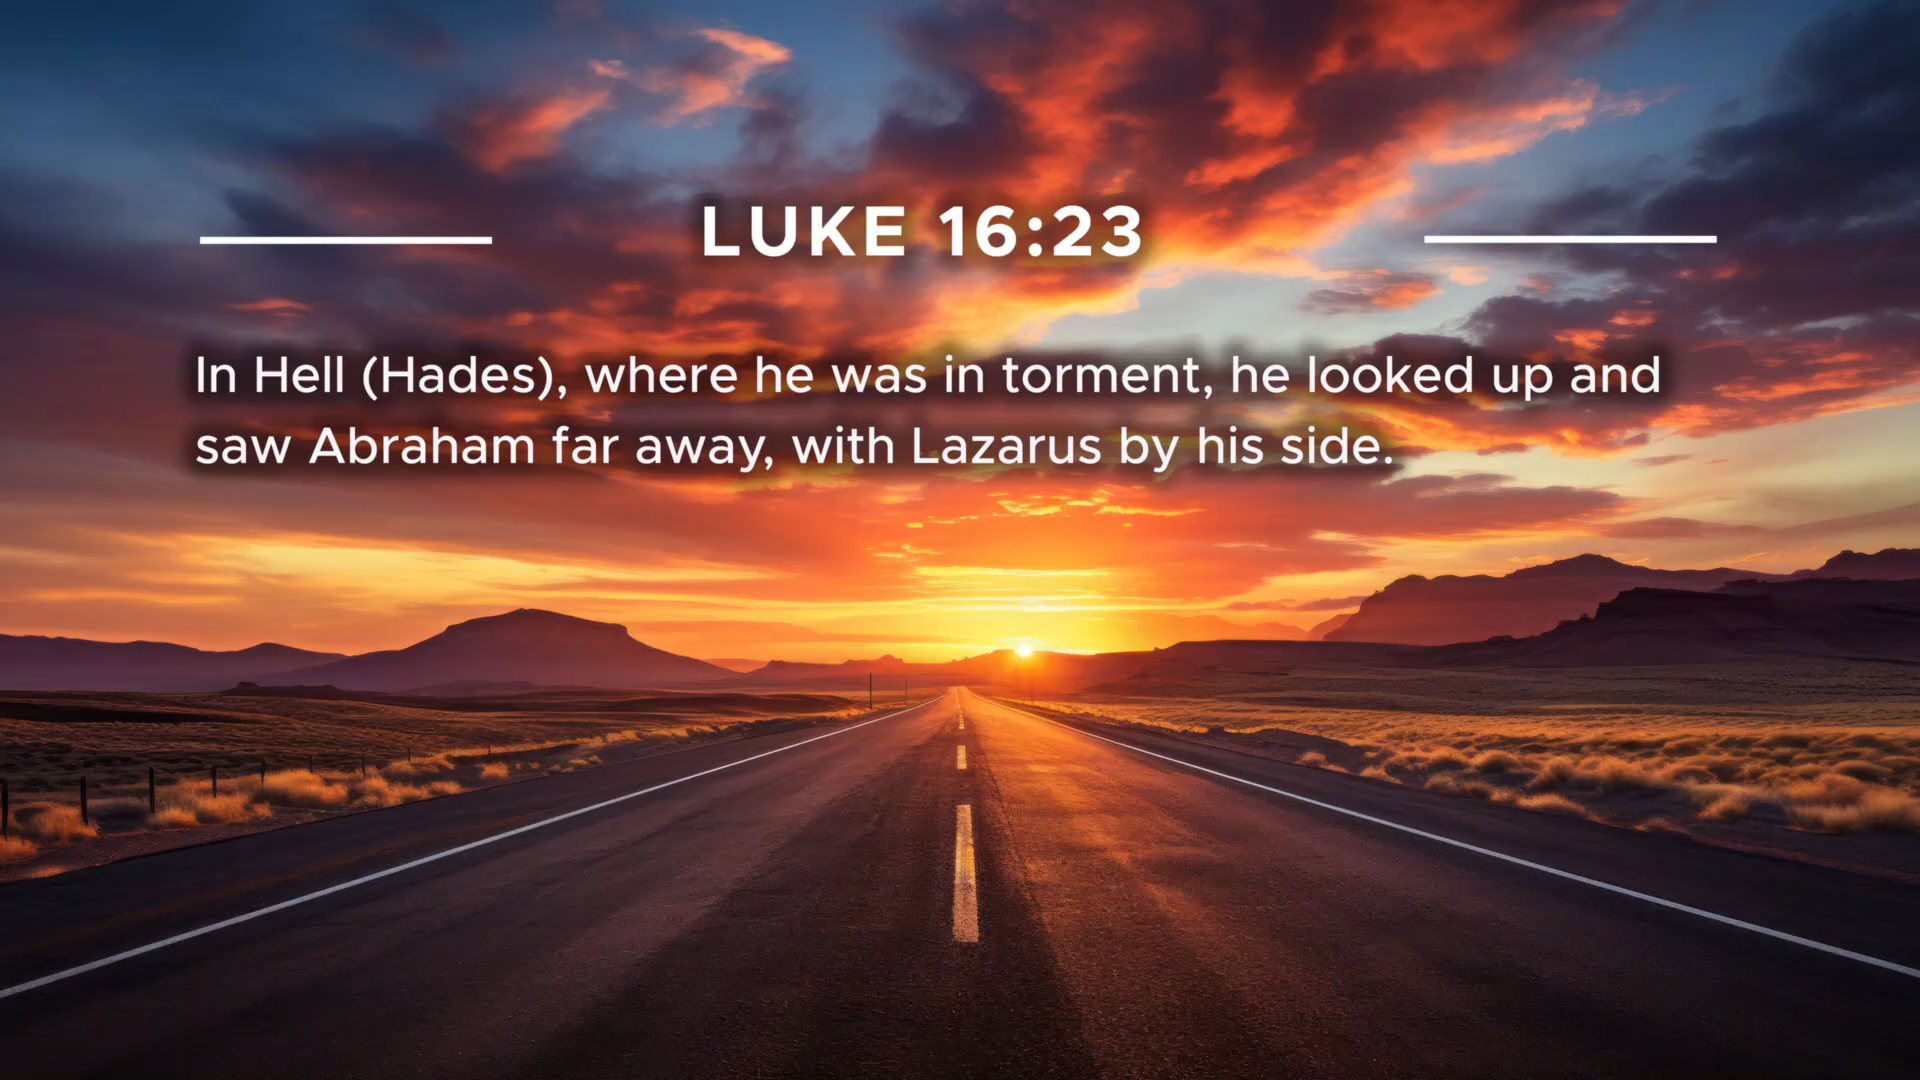 LUKE 16:23
In Hell (Hades), where he was in torment, he looked up and
saw Abraham far away, with Lazarus by his side.